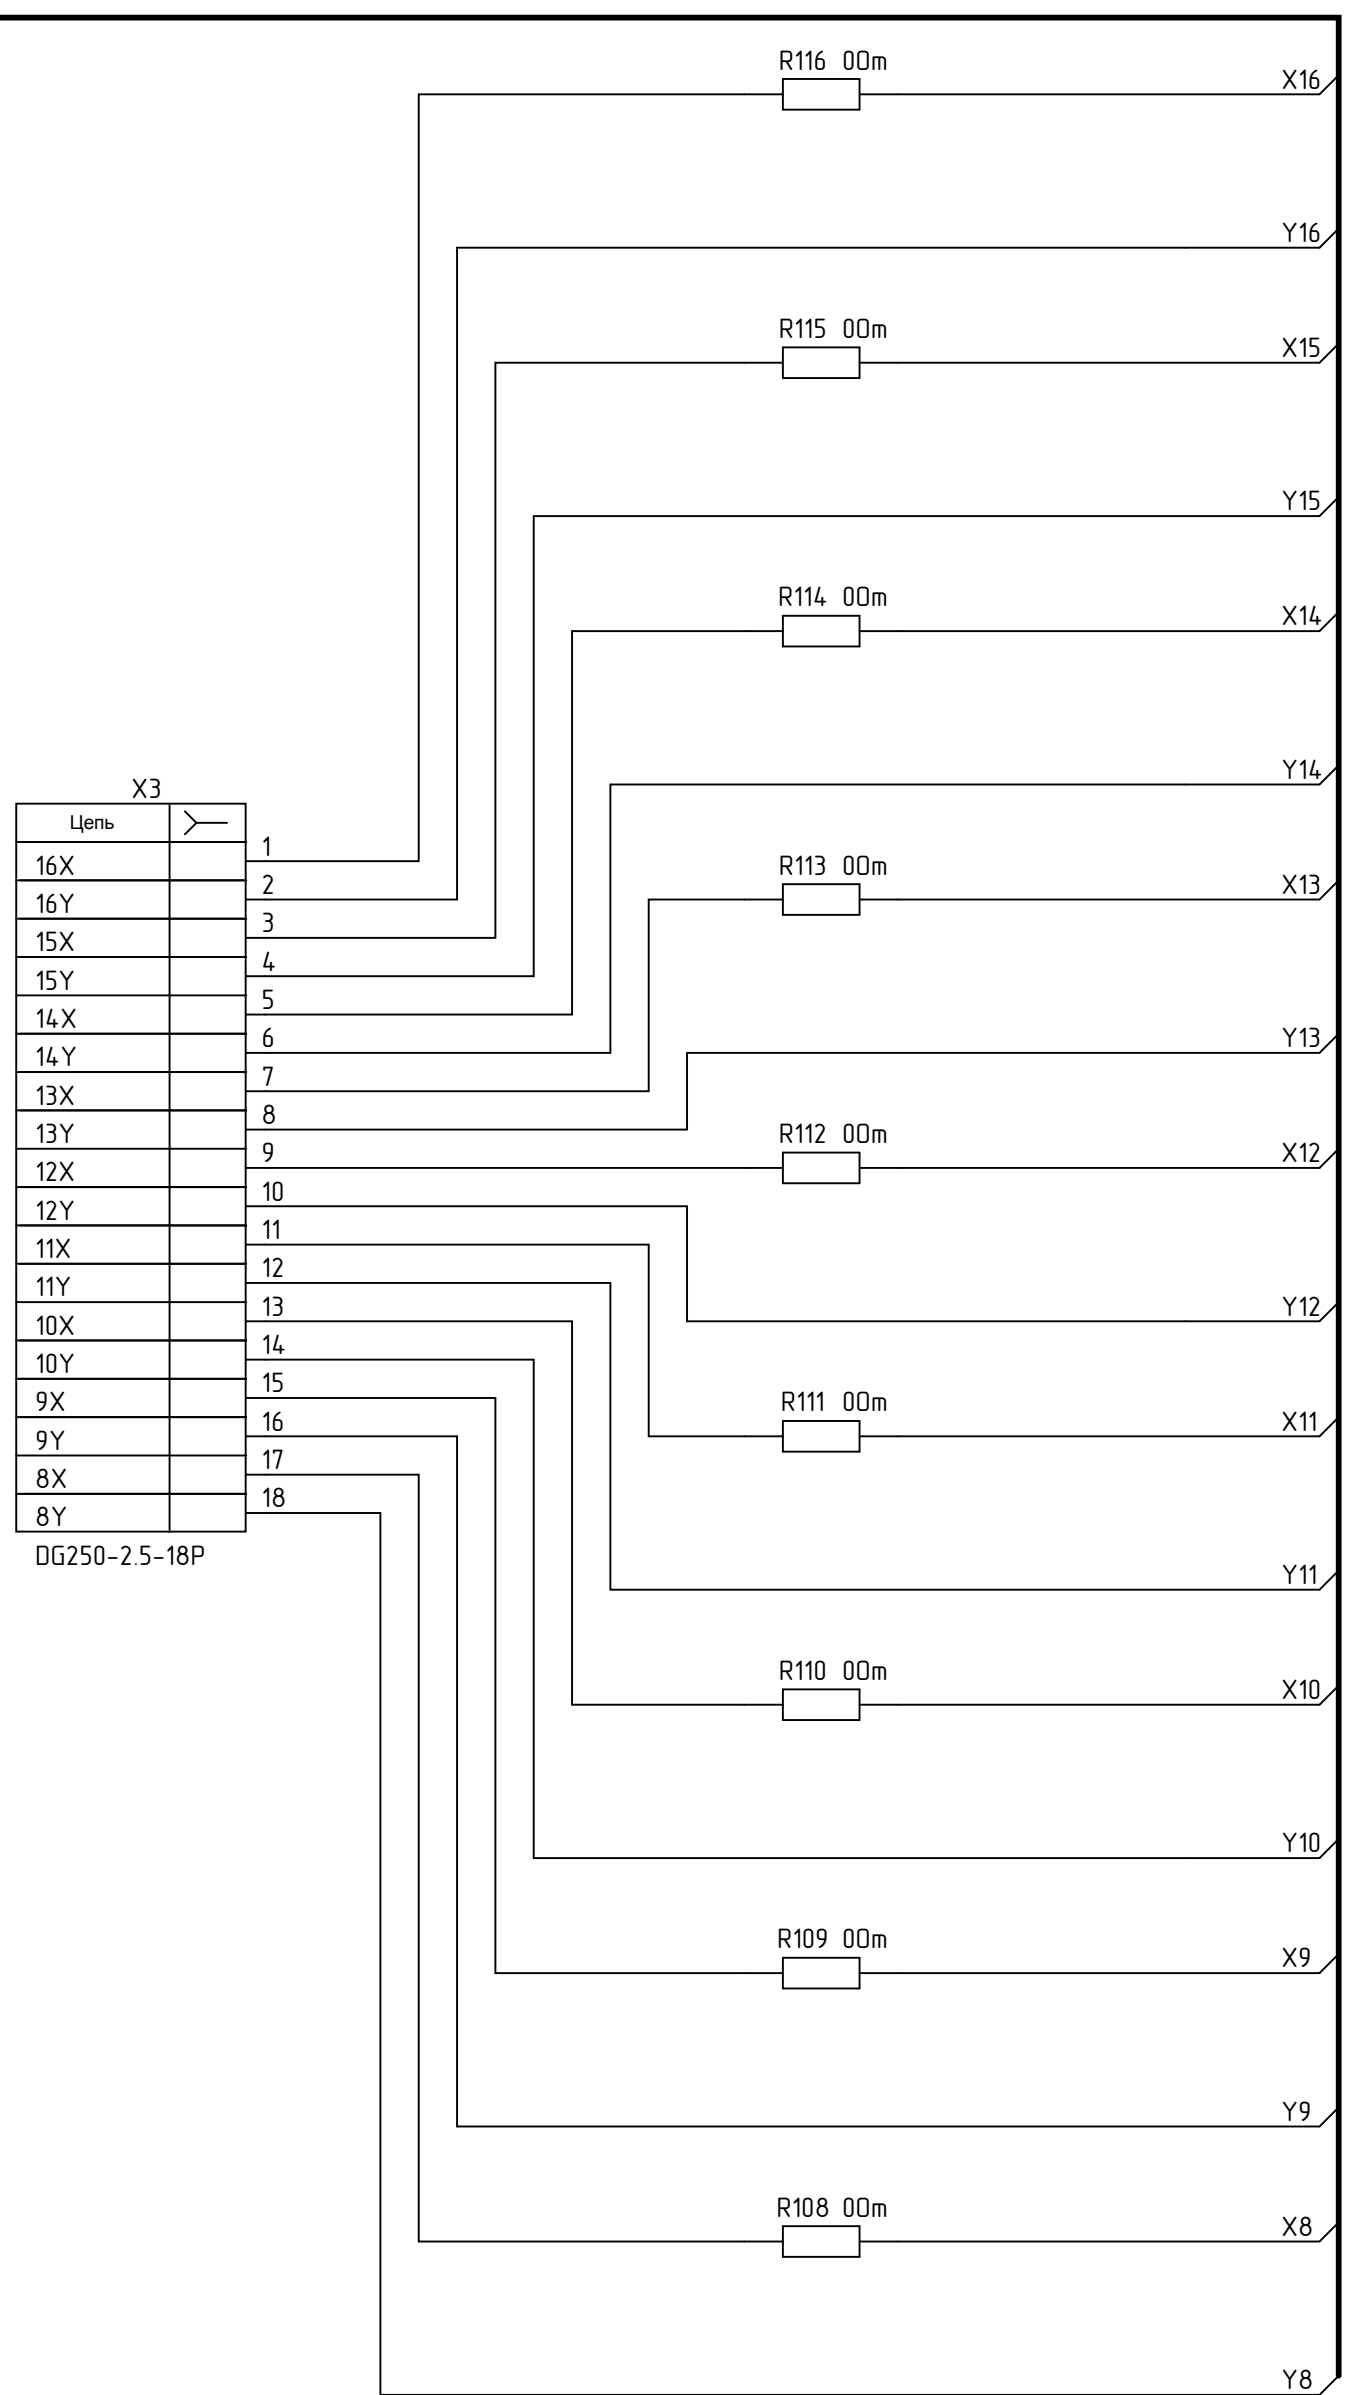 R116 0Om
X16
Y16
R115 0Om
X15
Y15
R114 0Om
X14
Y14
X3
Цепь
1
16X
2
16Y
3
15X
4
15Y
5
14X
6
14Y
7
13X
8
13Y
9
12X
10
12Y
11
11X
12
11Y
13
10X
14
10Y
15
9X
16
9Y
17
8X
18
8Y
DG250-2.5-18P
R113 0Om
X13
Y13
R112 0Om
X12
Y12
R111 0Om
X11
Y11
R110 0Om
X10
Y10
R109 0Om
X9
Y9
R108 0Om
X8
Y8